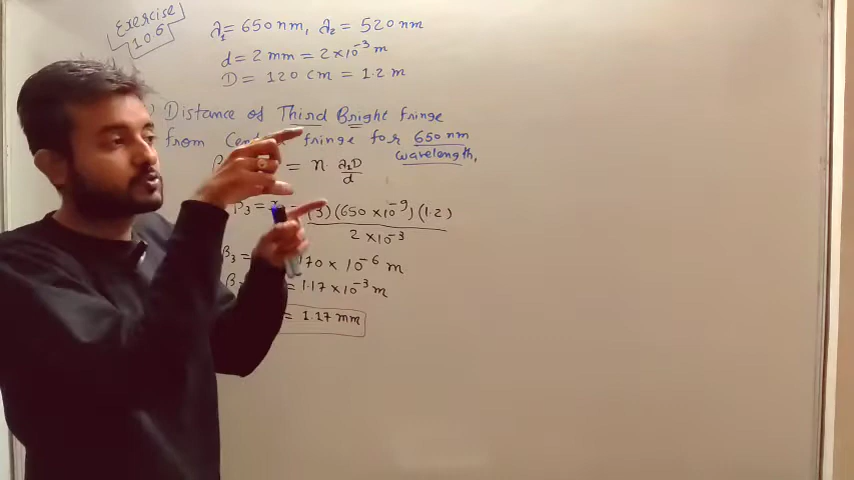 Exercise
10.6
λ₁ = 650 nm, λ₂ = 520 nm
d = 2 mm = 2×10⁻³ m
D = 120 cm = 1.2 m
) Distance of Third Bright fringe
from fringe for 650 nm
wavelength,
= n λ₁D/d
β₃ = (3)(650×10⁻⁹)(1.2)
2×10⁻³
β₃ = 170 × 10⁻⁶ m
= 1.17×10⁻³ m
= 1.17 mm